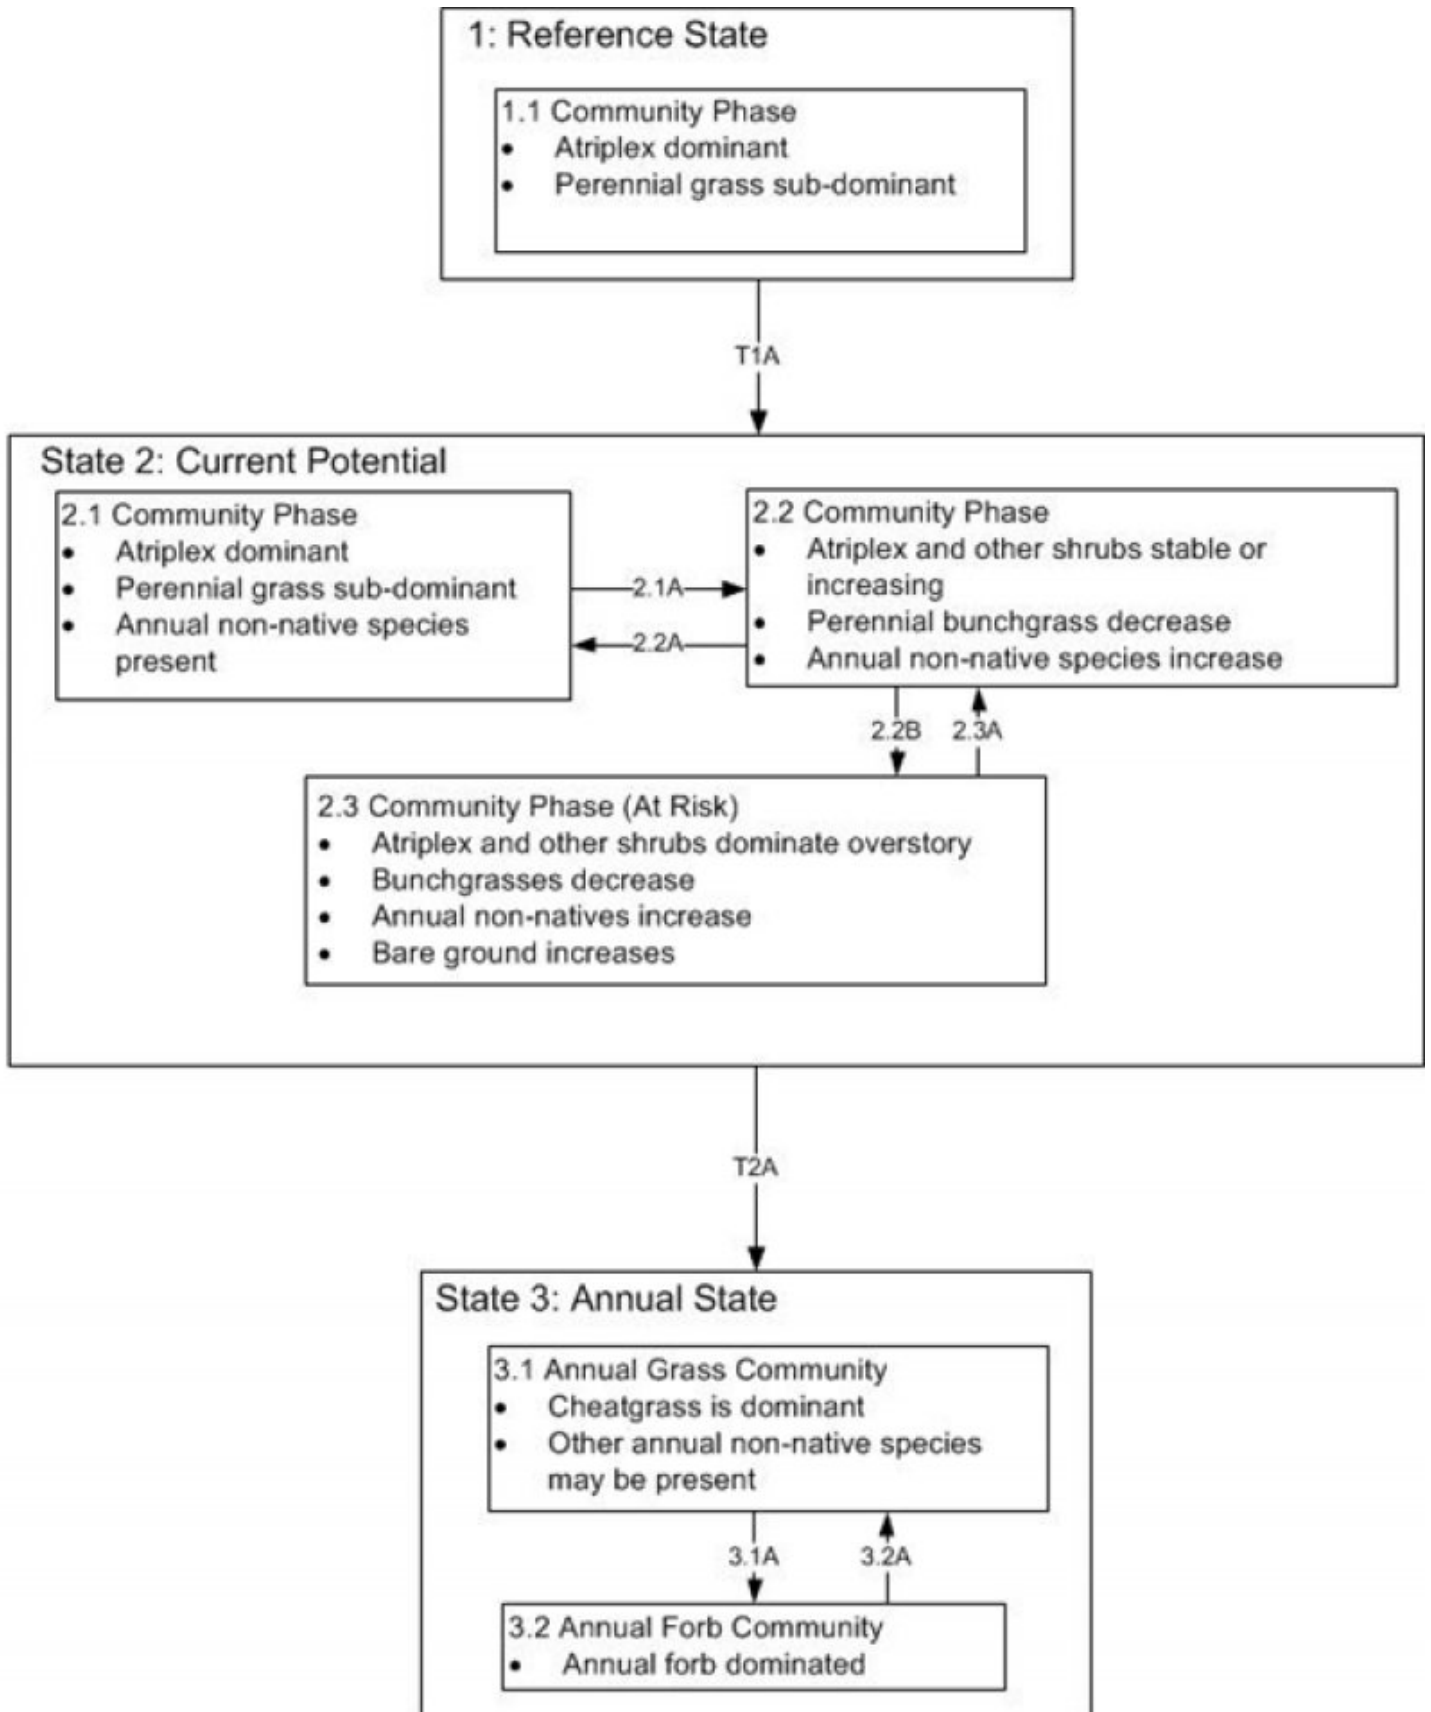 1: Reference State
1.1 Community Phase
• Atriplex dominant
• Perennial grass sub-dominant
T1A
State 2: Current Potential
2.1 Community Phase
• Atriplex dominant
• Perennial grass sub-dominant
• Annual non-native species
present
2.1A
2.2A
2.2 Community Phase
• Atriplex and other shrubs stable or
increasing
• Perennial bunchgrass decrease
• Annual non-native species increase
2.2B
2.3A
2.3 Community Phase (At Risk)
• Atriplex and other shrubs dominate overstory
• Bunchgrasses decrease
• Annual non-natives increase
• Bare ground increases
T2A
State 3: Annual State
3.1 Annual Grass Community
• Cheatgrass is dominant
• Other annual non-native species
may be present
3.1A
3.2A
3.2 Annual Forb Community
• Annual forb dominated